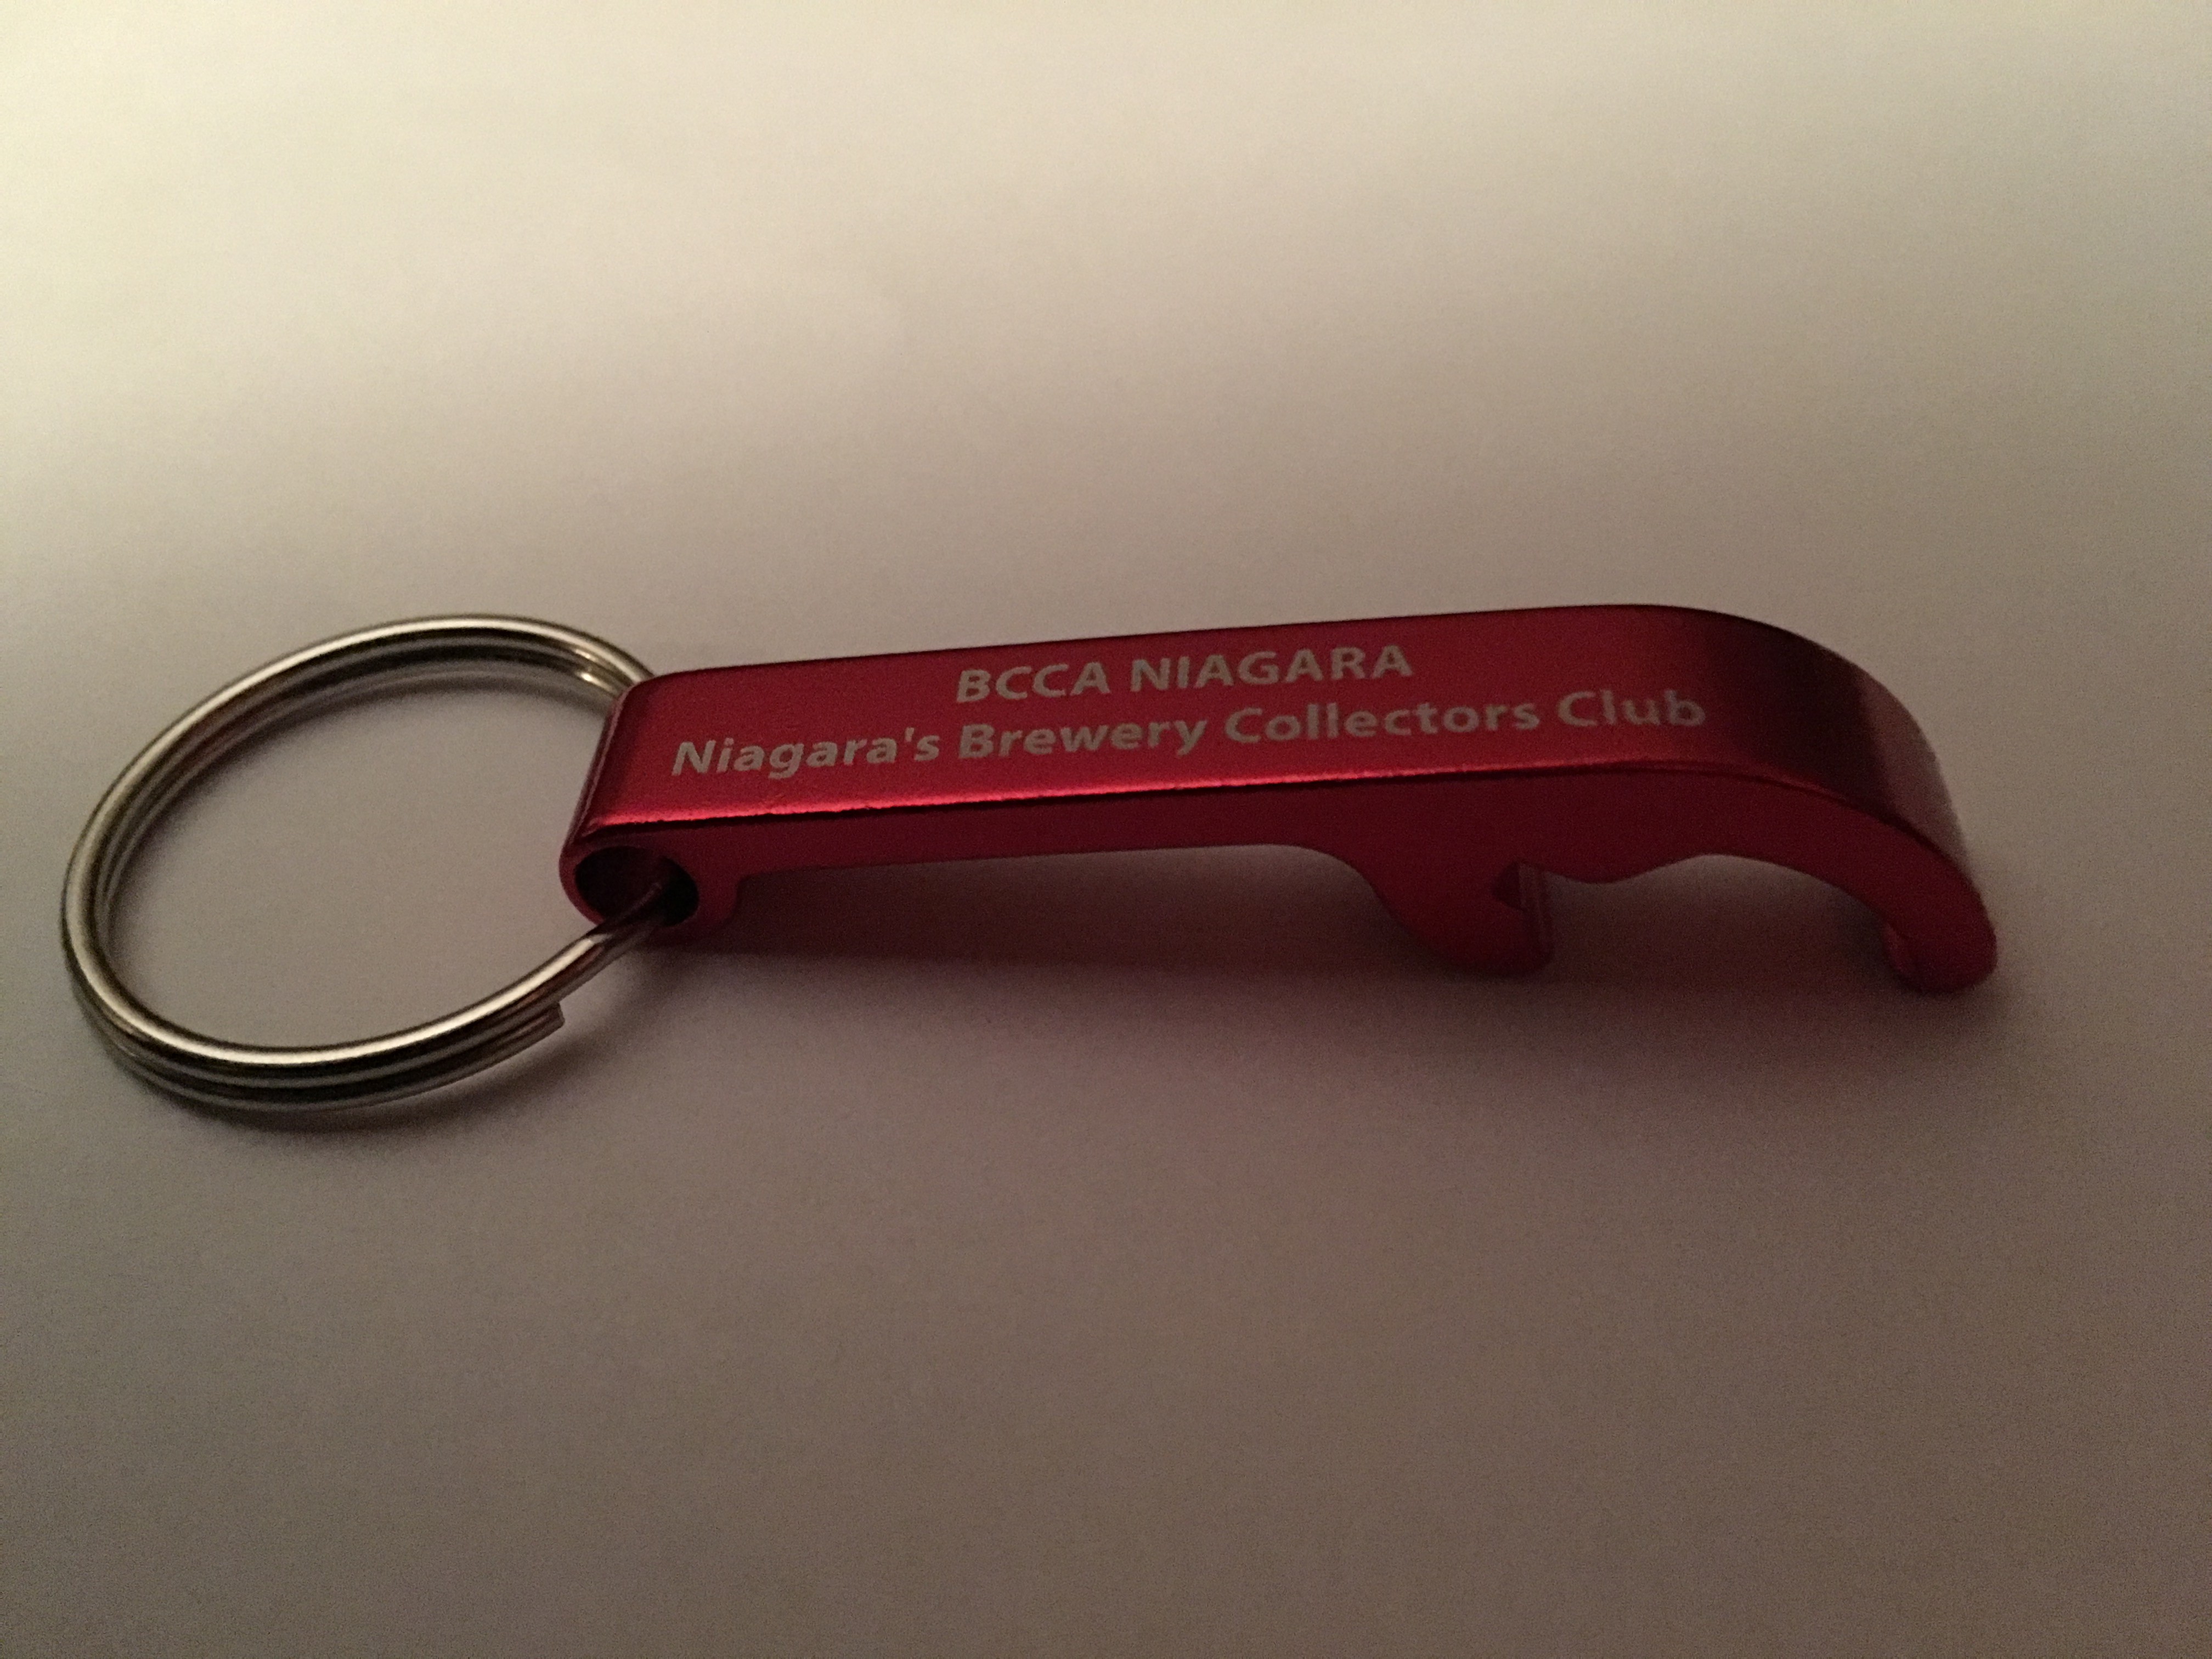 BCCA NIAGARA
Niagara's Brewery Collectors Club